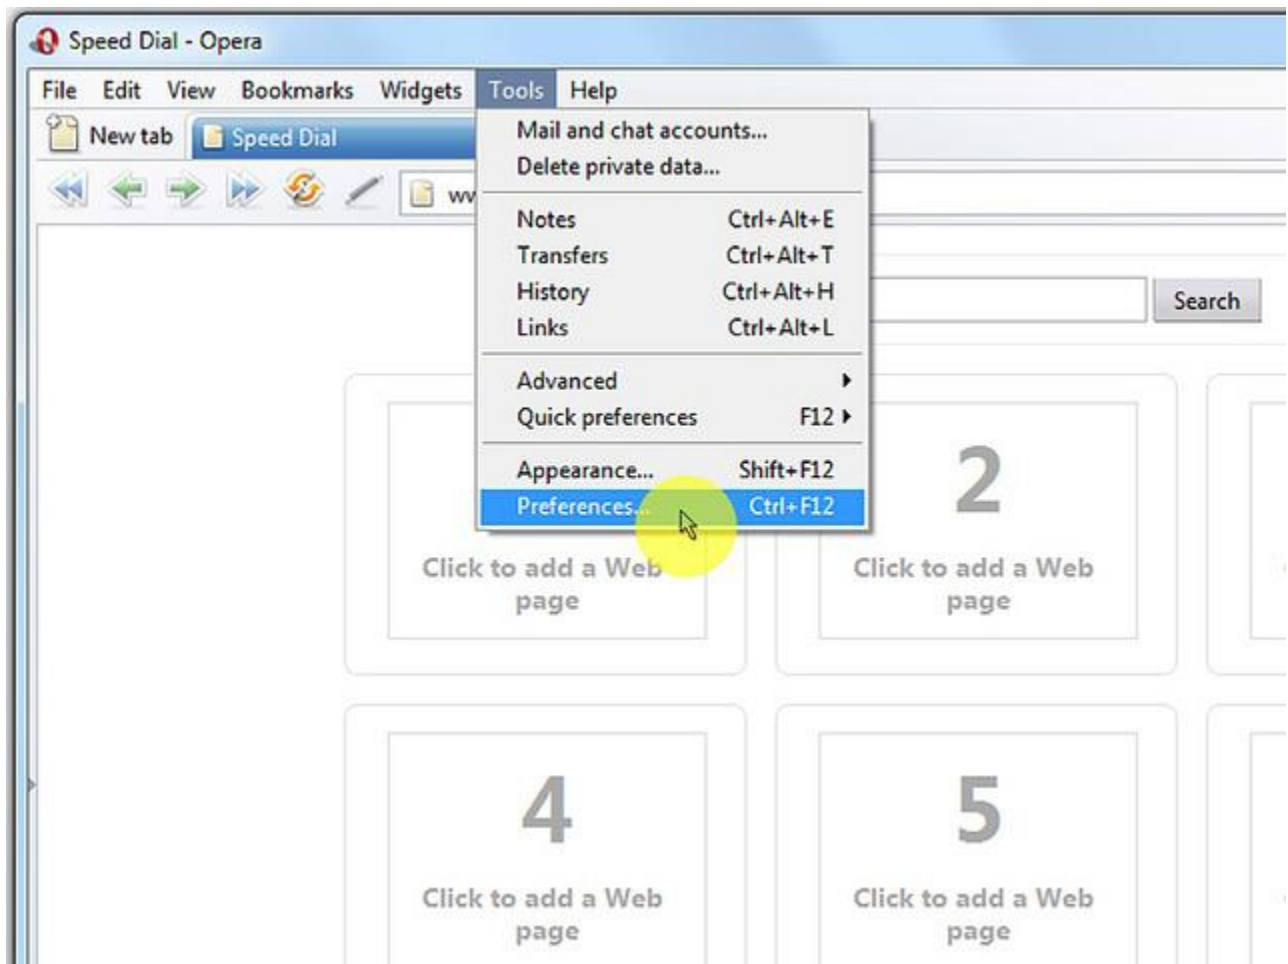 Speed Dial - Opera
File Edit View Bookmarks Widgets Tools Help
New tab Speed Dial
Mail and chat accounts...
Delete private data...
Notes Ctrl+Alt+E
Transfers Ctrl+Alt+T
History Ctrl+Alt+H
Links Ctrl+Alt+L
Search
Advanced
Quick preferences F12
Appearance... Shift+F12
Preferences... Ctrl+F12
2
Click to add a Web
page
Click to add a Web
page
4
Click to add a Web
page
5
Click to add a Web
page